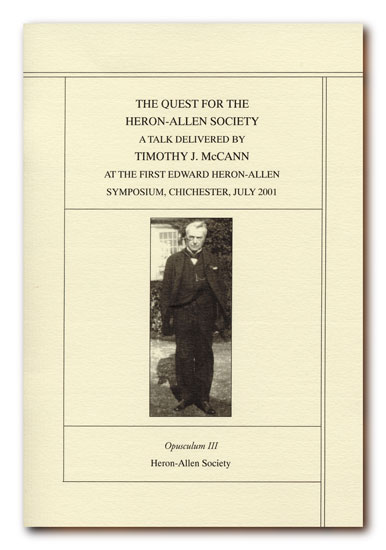 THE QUEST FOR THE
HERON-ALLEN SOCIETY
A TALK DELIVERED BY
TIMOTHY J. McCANN
AT THE FIRST EDWARD HERON-ALLEN
SYMPOSIUM, CHICHESTER, JULY 2001
Opusculum III
Heron-Allen Society